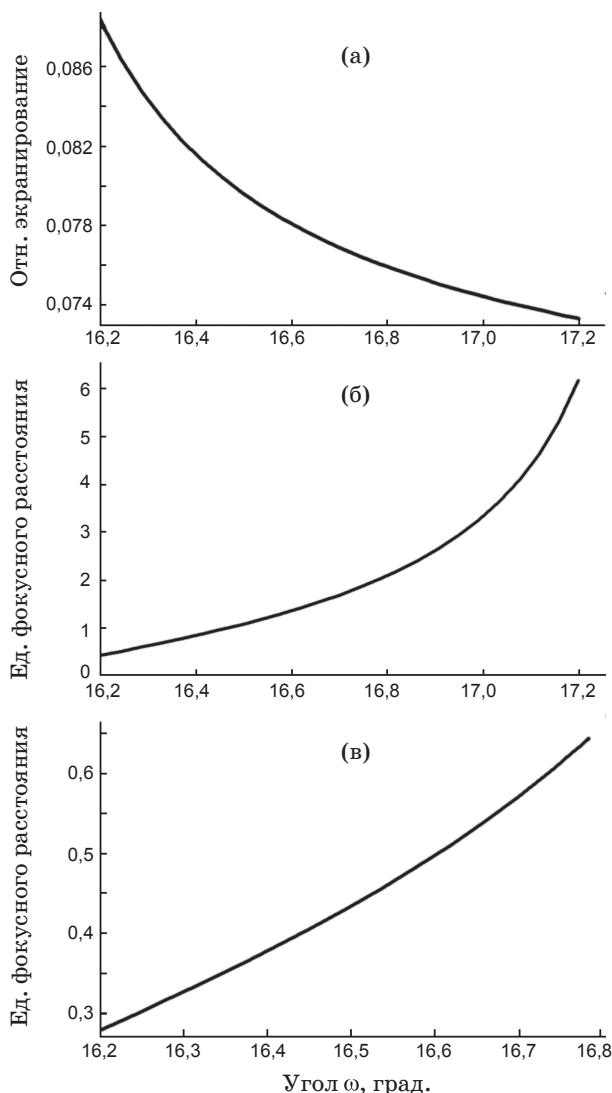 (а)
Отн. экранирование
0,086
0,082
0,078
0,074
16,2 16,4 16,6 16,8 17,0 17,2
(б)
Ед. фокусного расстояния
6
5
4
3
2
1
0
16,2 16,4 16,6 16,8 17,0 17,2
(в)
Ед. фокусного расстояния
0,6
0,5
0,4
0,3
16,2 16,3 16,4 16,5 16,6 16,7 16,8
Угол ω, град.